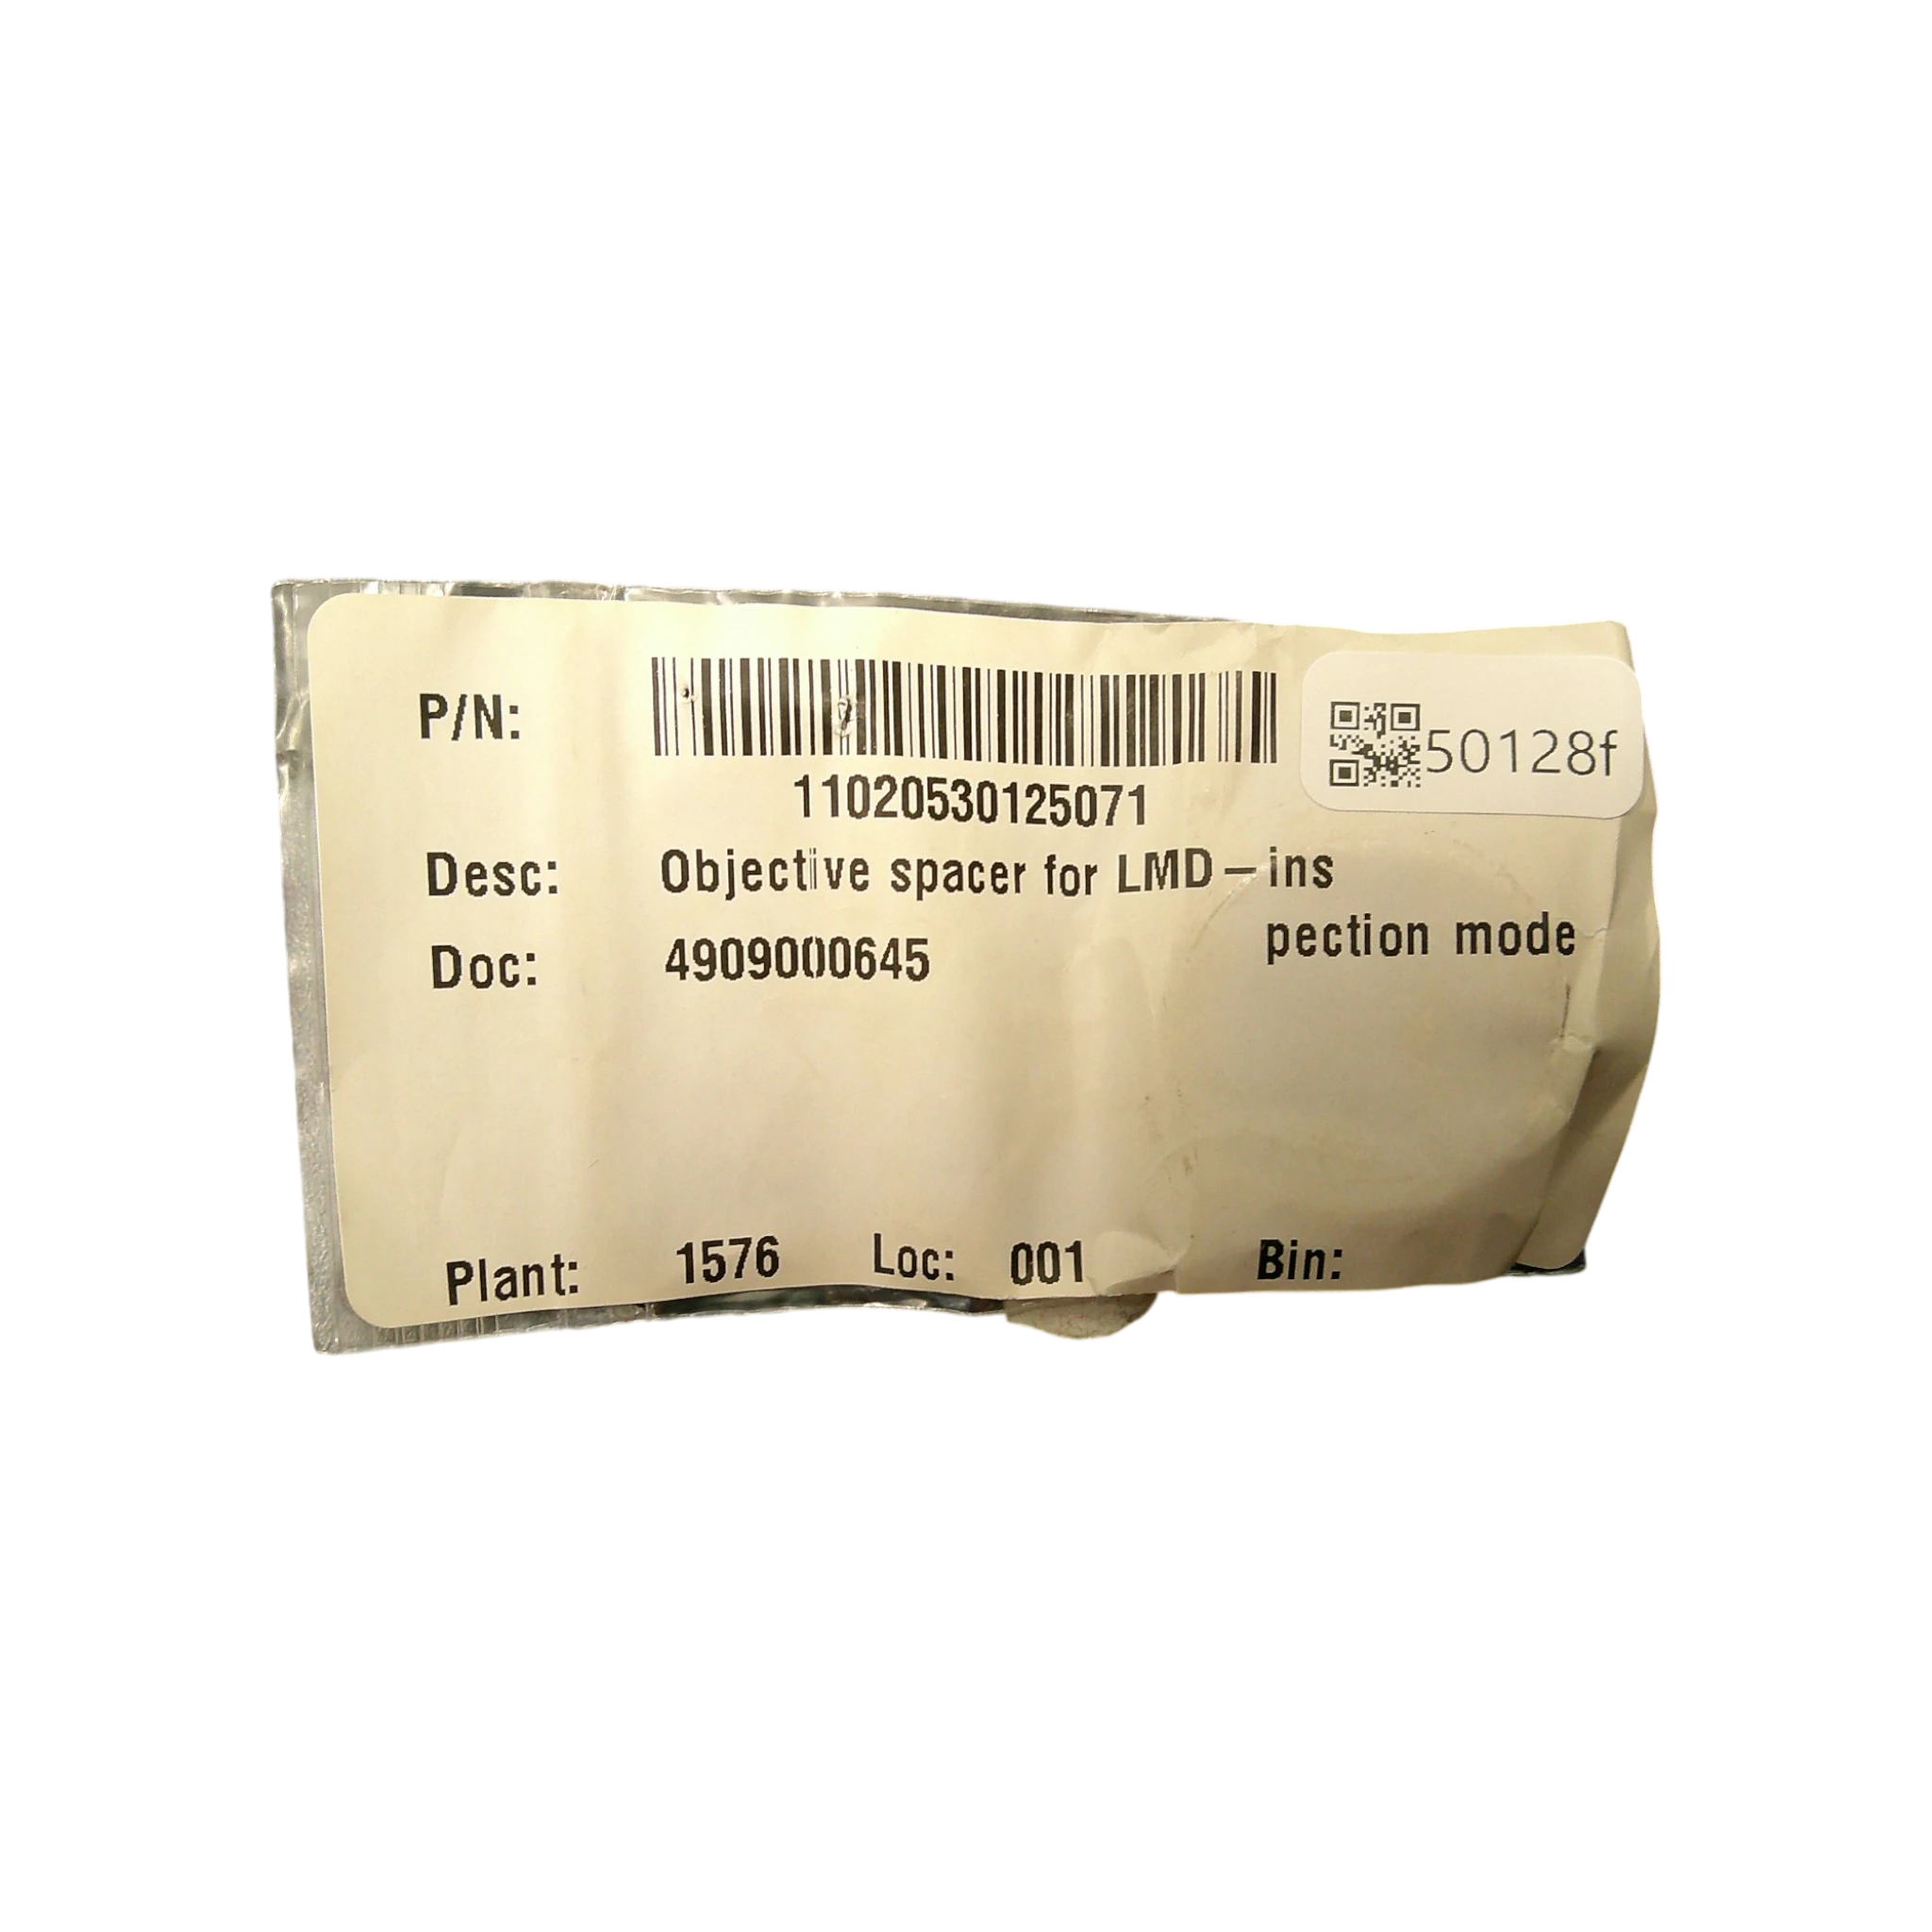 P/N:
11020530125071
50128f
Desc: Objective spacer for LMD-ins
pection mode
Doc: 4909000645
Plant: 1576 Loc: 001 Bin: